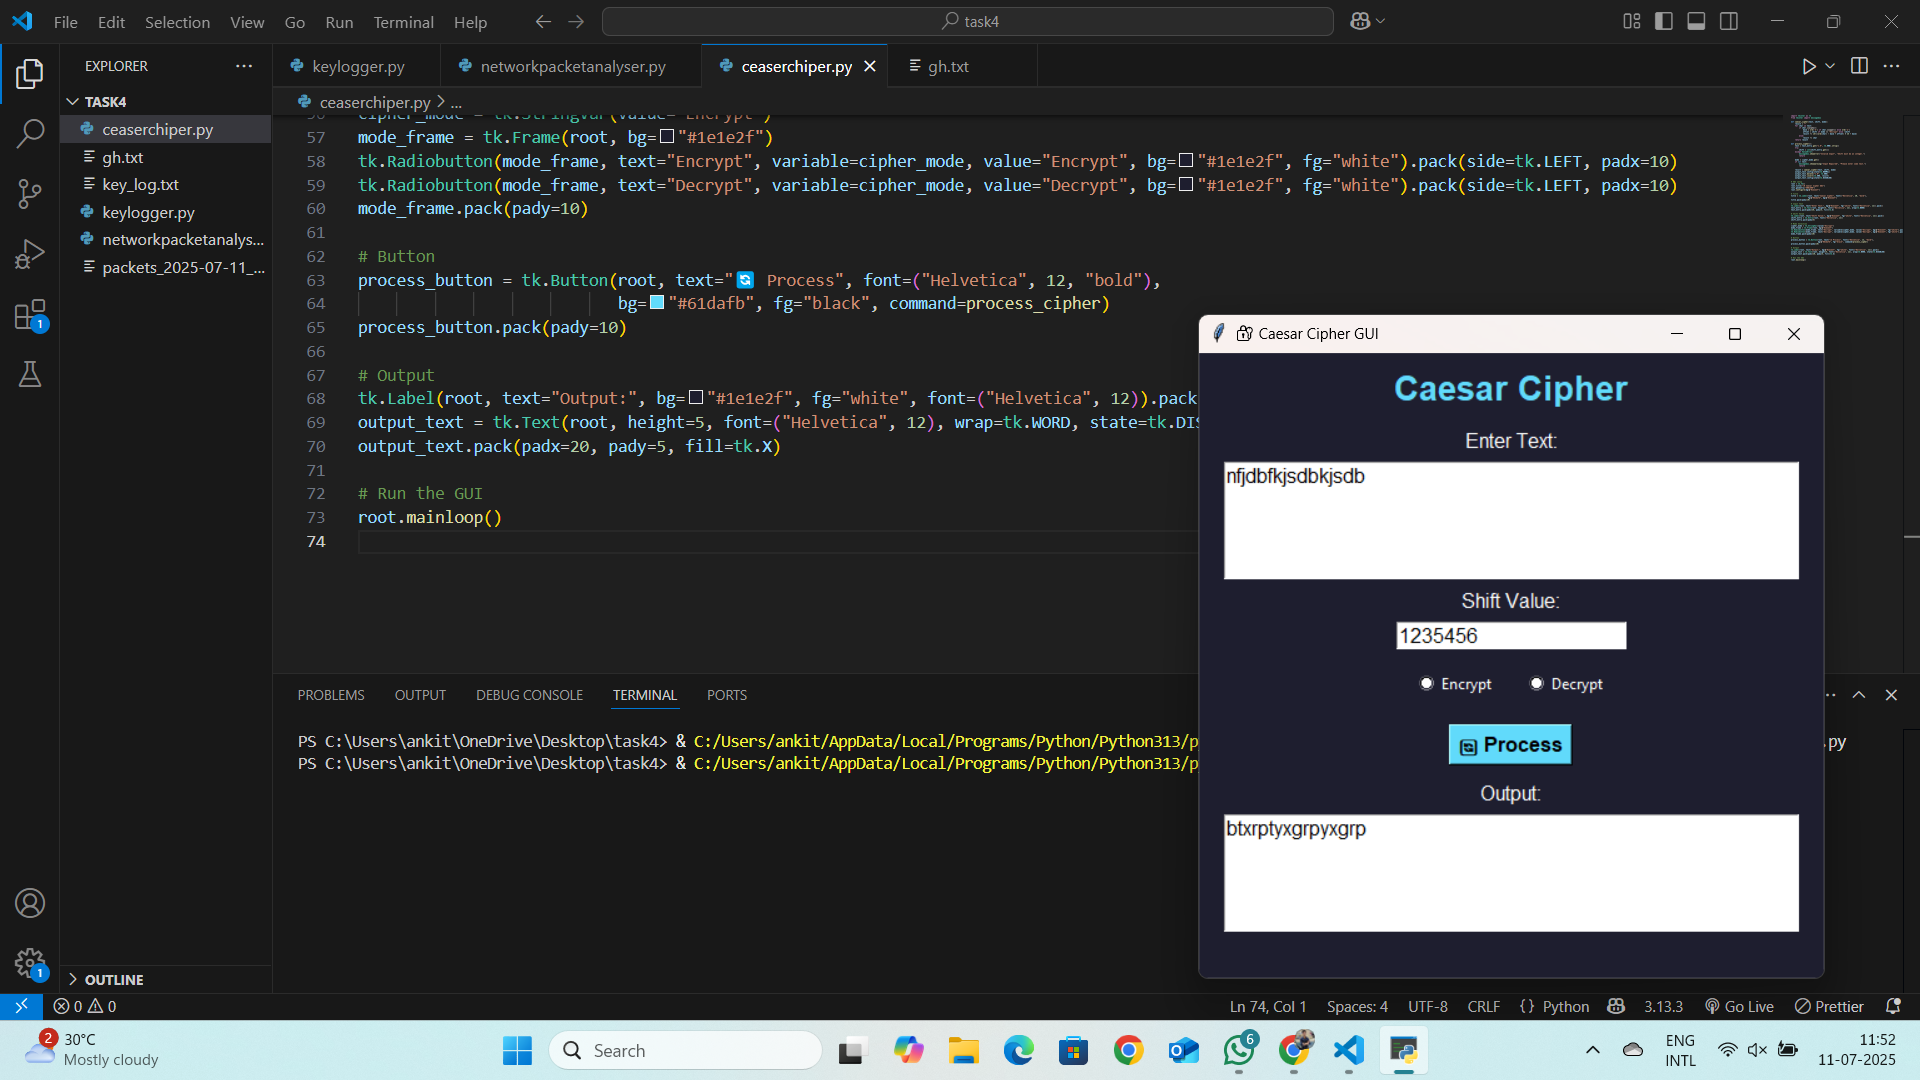 File Edit Selection View Go Run Terminal Help
task4
EXPLORER
TASK4
ceaserchiper.py
gh.txt
key_log.txt
keylogger.py
networkpacketanalys...
packets_2025-07-11_...
OUTLINE
keylogger.py networkpacketanalyser.py ceaserchiper.py gh.txt
ceaserchiper.py > ...
57 mode_frame = tk.Frame(root, bg="#1e1e2f")
58 tk.Radiobutton(mode_frame, text="Encrypt", variable=cipher_mode, value="Encrypt", bg="#1e1e2f", fg="white").pack(side=tk.LEFT, padx=10)
59 tk.Radiobutton(mode_frame, text="Decrypt", variable=cipher_mode, value="Decrypt", bg="#1e1e2f", fg="white").pack(side=tk.LEFT, padx=10)
60 mode_frame.pack(pady=10)
61
62 # Button
63 process_button = tk.Button(root, text="🔄 Process", font=("Helvetica", 12, "bold"),
64 bg="#61dafb", fg="black", command=process_cipher)
65 process_button.pack(pady=10)
66
67 # Output
68 tk.Label(root, text="Output:", bg="#1e1e2f", fg="white", font=("Helvetica", 12)).pack
69 output_text = tk.Text(root, height=5, font=("Helvetica", 12), wrap=tk.WORD, state=tk.DIS
70 output_text.pack(padx=20, pady=5, fill=tk.X)
71
72 # Run the GUI
73 root.mainloop()
74
PROBLEMS OUTPUT DEBUG CONSOLE TERMINAL PORTS
PS C:\Users\ankit\OneDrive\Desktop\task4> & C:/Users/ankit/AppData/Local/Programs/Python/Python313/p
.py
PS C:\Users\ankit\OneDrive\Desktop\task4> & C:/Users/ankit/AppData/Local/Programs/Python/Python313/p
Caesar Cipher GUI
Caesar Cipher
Enter Text:
nfjdbfkjsdbkjsdb
Shift Value:
1235456
Encrypt Decrypt
Process
Output:
btxrptyxgrpyxgrp
1
1
0 0
Ln 74, Col 1 Spaces: 4 UTF-8 CRLF {} Python 3.13.3 Go Live Prettier
2
30°C
Mostly cloudy
Search
6
ENG
INTL
11:52
11-07-2025